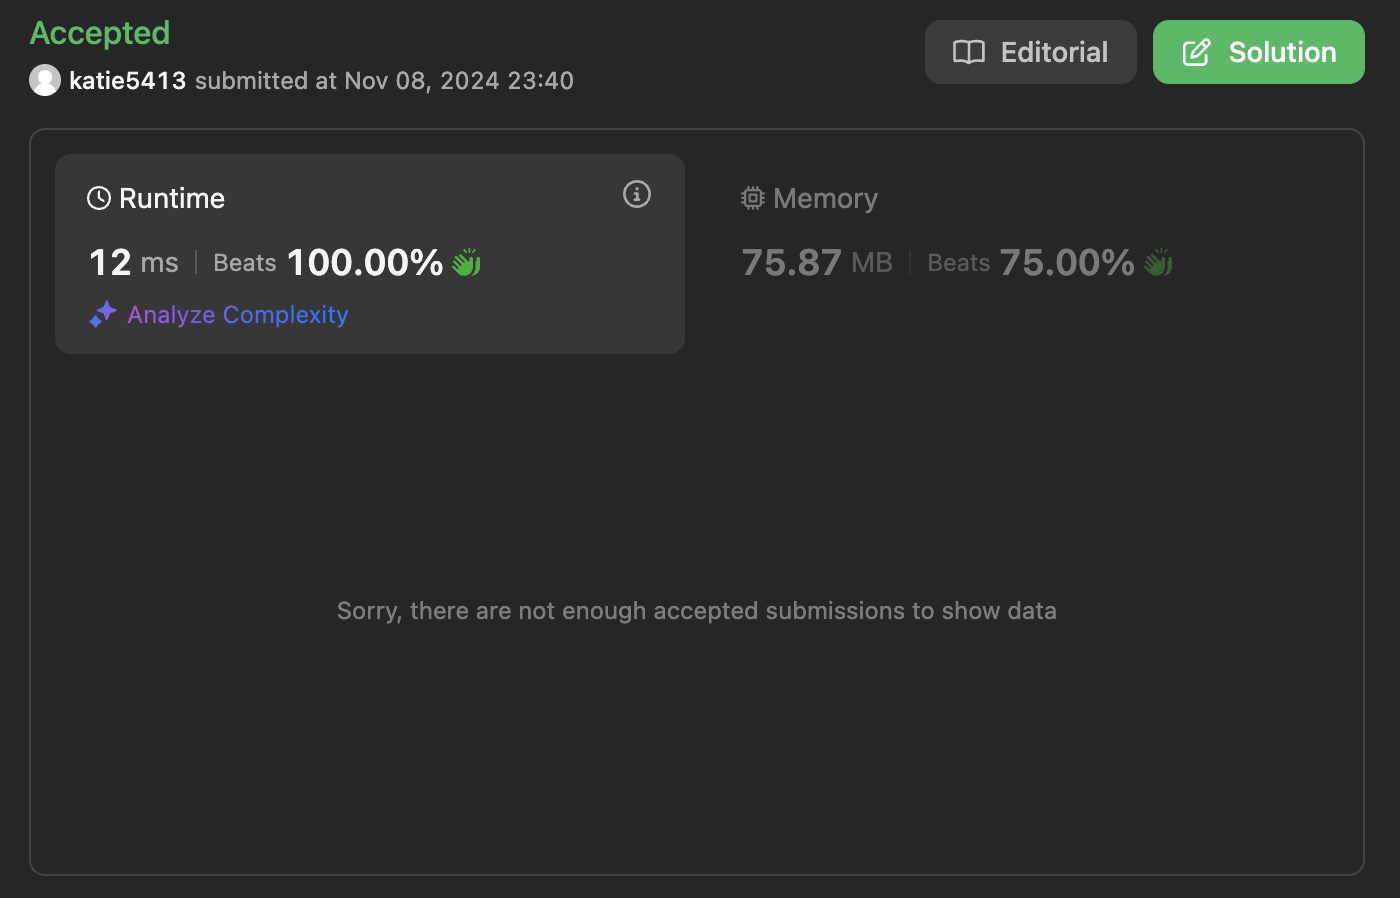 Accepted
katie5413 submitted at Nov 08, 2024 23:40
Editorial
Solution
Runtime
12 ms | Beats 100.00%
Analyze Complexity
Memory
75.87 MB | Beats 75.00%
Sorry, there are not enough accepted submissions to show data